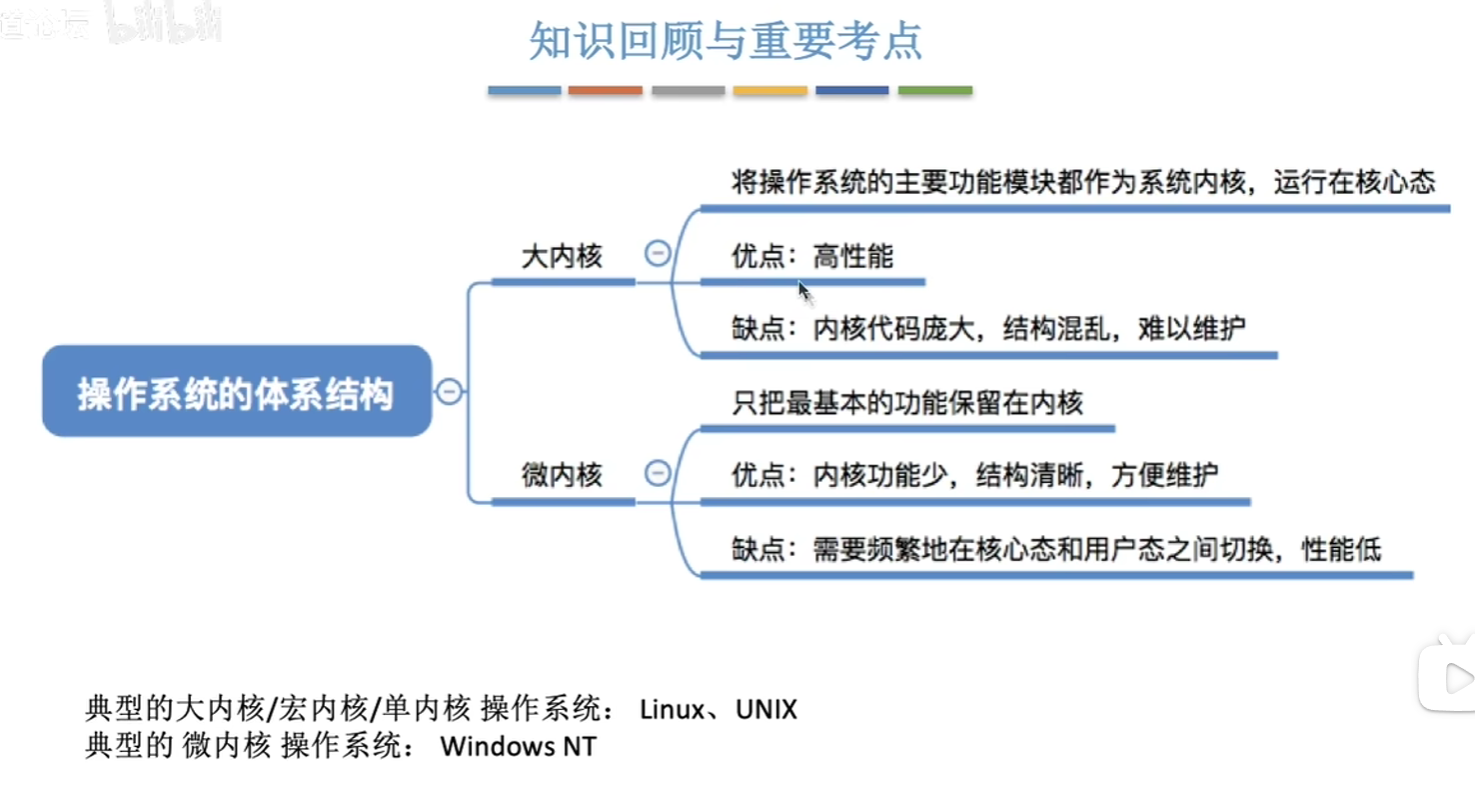 bilibili
知识回顾与重要考点
将操作系统的主要功能模块都作为系统内核，运行在核心态
大内核
优点：高性能
缺点：内核代码庞大，结构混乱，难以维护
操作系统的体系结构
只把最基本的功能保留在内核
微内核
优点：内核功能少，结构清晰，方便维护
缺点：需要频繁地在核心态和用户态之间切换，性能低
典型的大内核/宏内核/单内核 操作系统： Linux、UNIX
典型的 微内核 操作系统： Windows NT